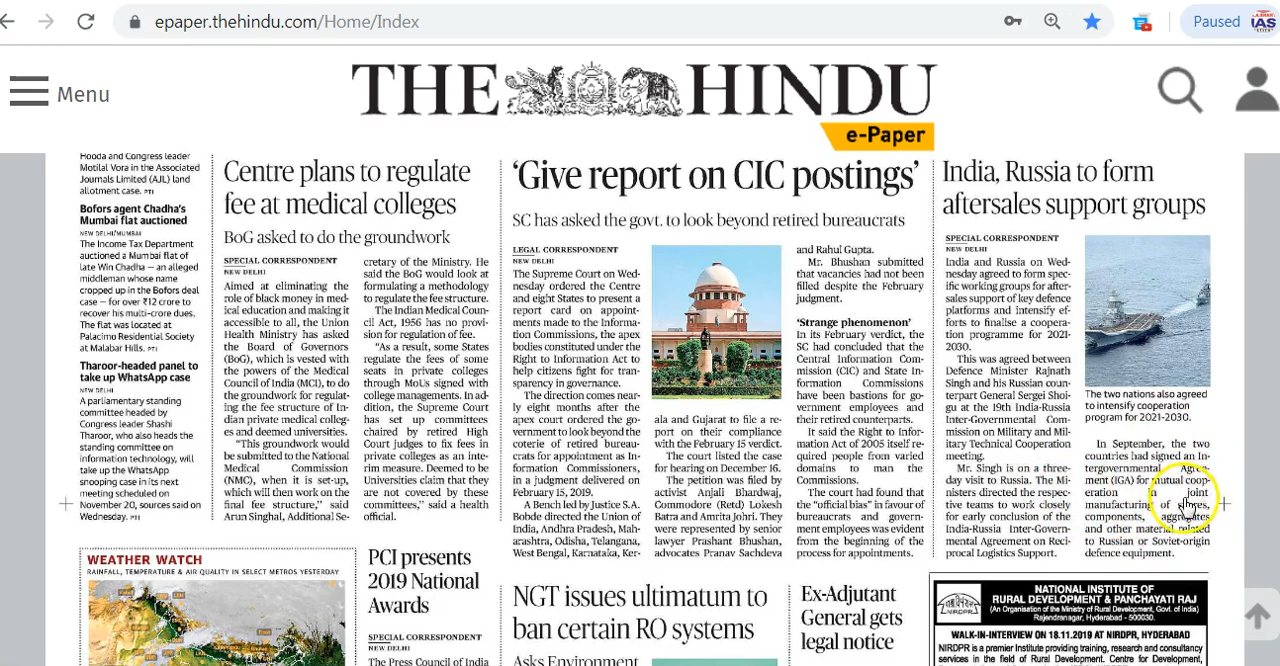 epaper.thehindu.com/Home/Index
Paused
IAS
Menu
THE HINDU
e-Paper
Hooda and Congress leader
Motilal Vora in the Associated
Journals Limited (AJL) land
allotment case. PTI
Bofors agent Chadha's
Mumbai flat auctioned
NEW DELHI/MUMBAI
The Income Tax Department
auctioned a Mumbai flat of
late Win Chadha — an alleged
middleman whose name
cropped up in the Bofors deal
case — for over ₹12 crore to
recover his multi-crore dues.
The flat was located at
Palacimo Residential Society
at Malabar Hills. PTI
Tharoor-headed panel to
take up WhatsApp case
NEW DELHI
A parliamentary standing
committee headed by
Congress leader Shashi
Tharoor, who also heads the
standing committee on
information technology, will
take up the WhatsApp
snooping case in its next
meeting scheduled on
November 20, sources said on
Wednesday. PTI
Centre plans to regulate
fee at medical colleges
BoG asked to do the groundwork
SPECIAL CORRESPONDENT
NEW DELHI
Aimed at eliminating the
role of black money in med-
ical education and making it
accessible to all, the Union
Health Ministry has asked
the Board of Governors
(BoG), which is vested with
the powers of the Medical
Council of India (MCI), to do
the groundwork for regulat-
ing the fee structure of In-
dian private medical colleg-
es and deemed universities.
"This groundwork would
be submitted to the National
Medical Commission
(NMC), when it is set-up,
which will then work on the
final fee structure," said
Arun Singhal, Additional Se-
cretary of the Ministry. He
said the BoG would look at
formulating a methodology
to regulate the fee structure.
The Indian Medical Coun-
cil Act, 1956 has no provi-
sion for regulation of fee.
"As a result, some States
regulate the fees of some
seats in private colleges
through MoUs signed with
college managements. In ad-
dition, the Supreme Court
has set up committees
chaired by retired High
Court judges to fix fees in
private colleges as an inte-
rim measure. Deemed to be
Universities claim that they
are not covered by these
committees," said a health
official.
'Give report on CIC postings'
SC has asked the govt. to look beyond retired bureaucrats
LEGAL CORRESPONDENT
NEW DELHI
The Supreme Court on Wed-
nesday ordered the Centre
and eight States to present a
report card on appoint-
ments made to the Informa-
tion Commissions, the apex
bodies constituted under the
Right to Information Act to
help citizens fight for tran-
sparency in governance.
The direction comes near-
ly eight months after the
apex court ordered the go-
vernment to look beyond the
coterie of retired bureau-
crats for appointment as In-
formation Commissioners,
in a judgment delivered on
February 15, 2019.
A Bench led by Justice S.A.
Bobde directed the Union of
India, Andhra Pradesh, Mah-
arashtra, Odisha, Telangana,
West Bengal, Karnataka, Ker-
ala and Gujarat to file a re-
port on their compliance
with the February 15 verdict.
The court listed the case
for hearing on December 16.
The petition was filed by
activist Anjali Bhardwaj,
Commodore (Retd) Lokesh
Batra and Amrita Johri. They
were represented by senior
lawyer Prashant Bhushan,
advocates Pranav Sachdeva
and Rahul Gupta.
Mr. Bhushan submitted
that vacancies had not been
filled despite the February
judgment.
'Strange phenomenon'
In its February verdict, the
SC had concluded that the
Central Information Com-
mission (CIC) and State In-
formation Commissions
have been bastions for go-
vernment employees and
their retired counterparts.
It said the Right to Infor-
mation Act of 2005 itself re-
quired people from varied
domains to man the
Commissions.
The court had found that
the "official bias" in favour of
bureaucrats and govern-
ment employees was evident
from the beginning of the
process for appointments.
India, Russia to form
aftersales support groups
SPECIAL CORRESPONDENT
NEW DELHI
India and Russia on Wed-
nesday agreed to form spec-
ific working groups for after-
sales support of key defence
platforms and intensify ef-
forts to finalise a coopera-
tion programme for 2021-
2030.
This was agreed between
Defence Minister Rajnath
Singh and his Russian coun-
terpart General Sergei Shoi-
gu at the 19th India-Russia
Inter-Governmental Com-
mission on Military and Mil-
itary Technical Cooperation
meeting.
Mr. Singh is on a three-
day visit to Russia. The Mi-
nisters directed the respec-
tive teams to work closely
for early conclusion of the
India-Russia Inter-Govern-
mental Agreement on Reci-
procal Logistics Support.
The two nations also agreed
to intensify cooperation
program for 2021-2030.
In September, the two
countries had signed an In-
tergovernmental Agree-
ment (IGA) for mutual coop-
eration in joint
manufacturing of spares,
components, aggregates
and other material related
to Russian or Soviet-origin
defence equipment.
WEATHER WATCH
RAINFALL, TEMPERATURE & AIR QUALITY IN SELECT METROS YESTERDAY
PCI presents
2019 National
Awards
SPECIAL CORRESPONDENT
NEW DELHI
The Press Council of India
NGT issues ultimatum to
ban certain RO systems
Asks Environment
Ex-Adjutant
General gets
legal notice
NIRDPR
NATIONAL INSTITUTE OF
RURAL DEVELOPMENT & PANCHAYATI RAJ
(An Organisation of the Ministry of Rural Development, Govt. of India)
Rajendranagar, Hyderabad - 500030.
WALK-IN-INTERVIEW ON 18.11.2019 AT NIRDPR, HYDERABAD
NIRDPR is a premier Institute providing training, research and consultancy
services in the field of Rural Development. Centre for Development,